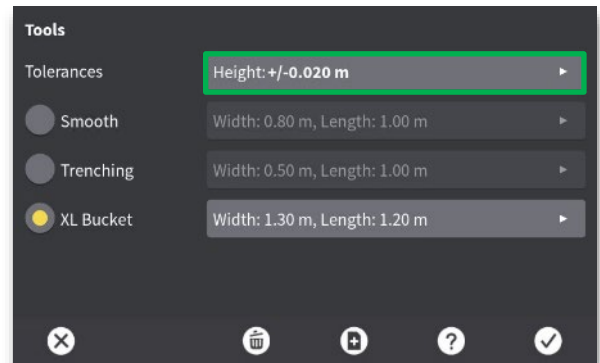 Tools
Tolerances Height: +/-0.020 m
Smooth Width: 0.80 m, Length: 1.00 m
Trenching Width: 0.50 m, Length: 1.00 m
XL Bucket Width: 1.30 m, Length: 1.20 m
?